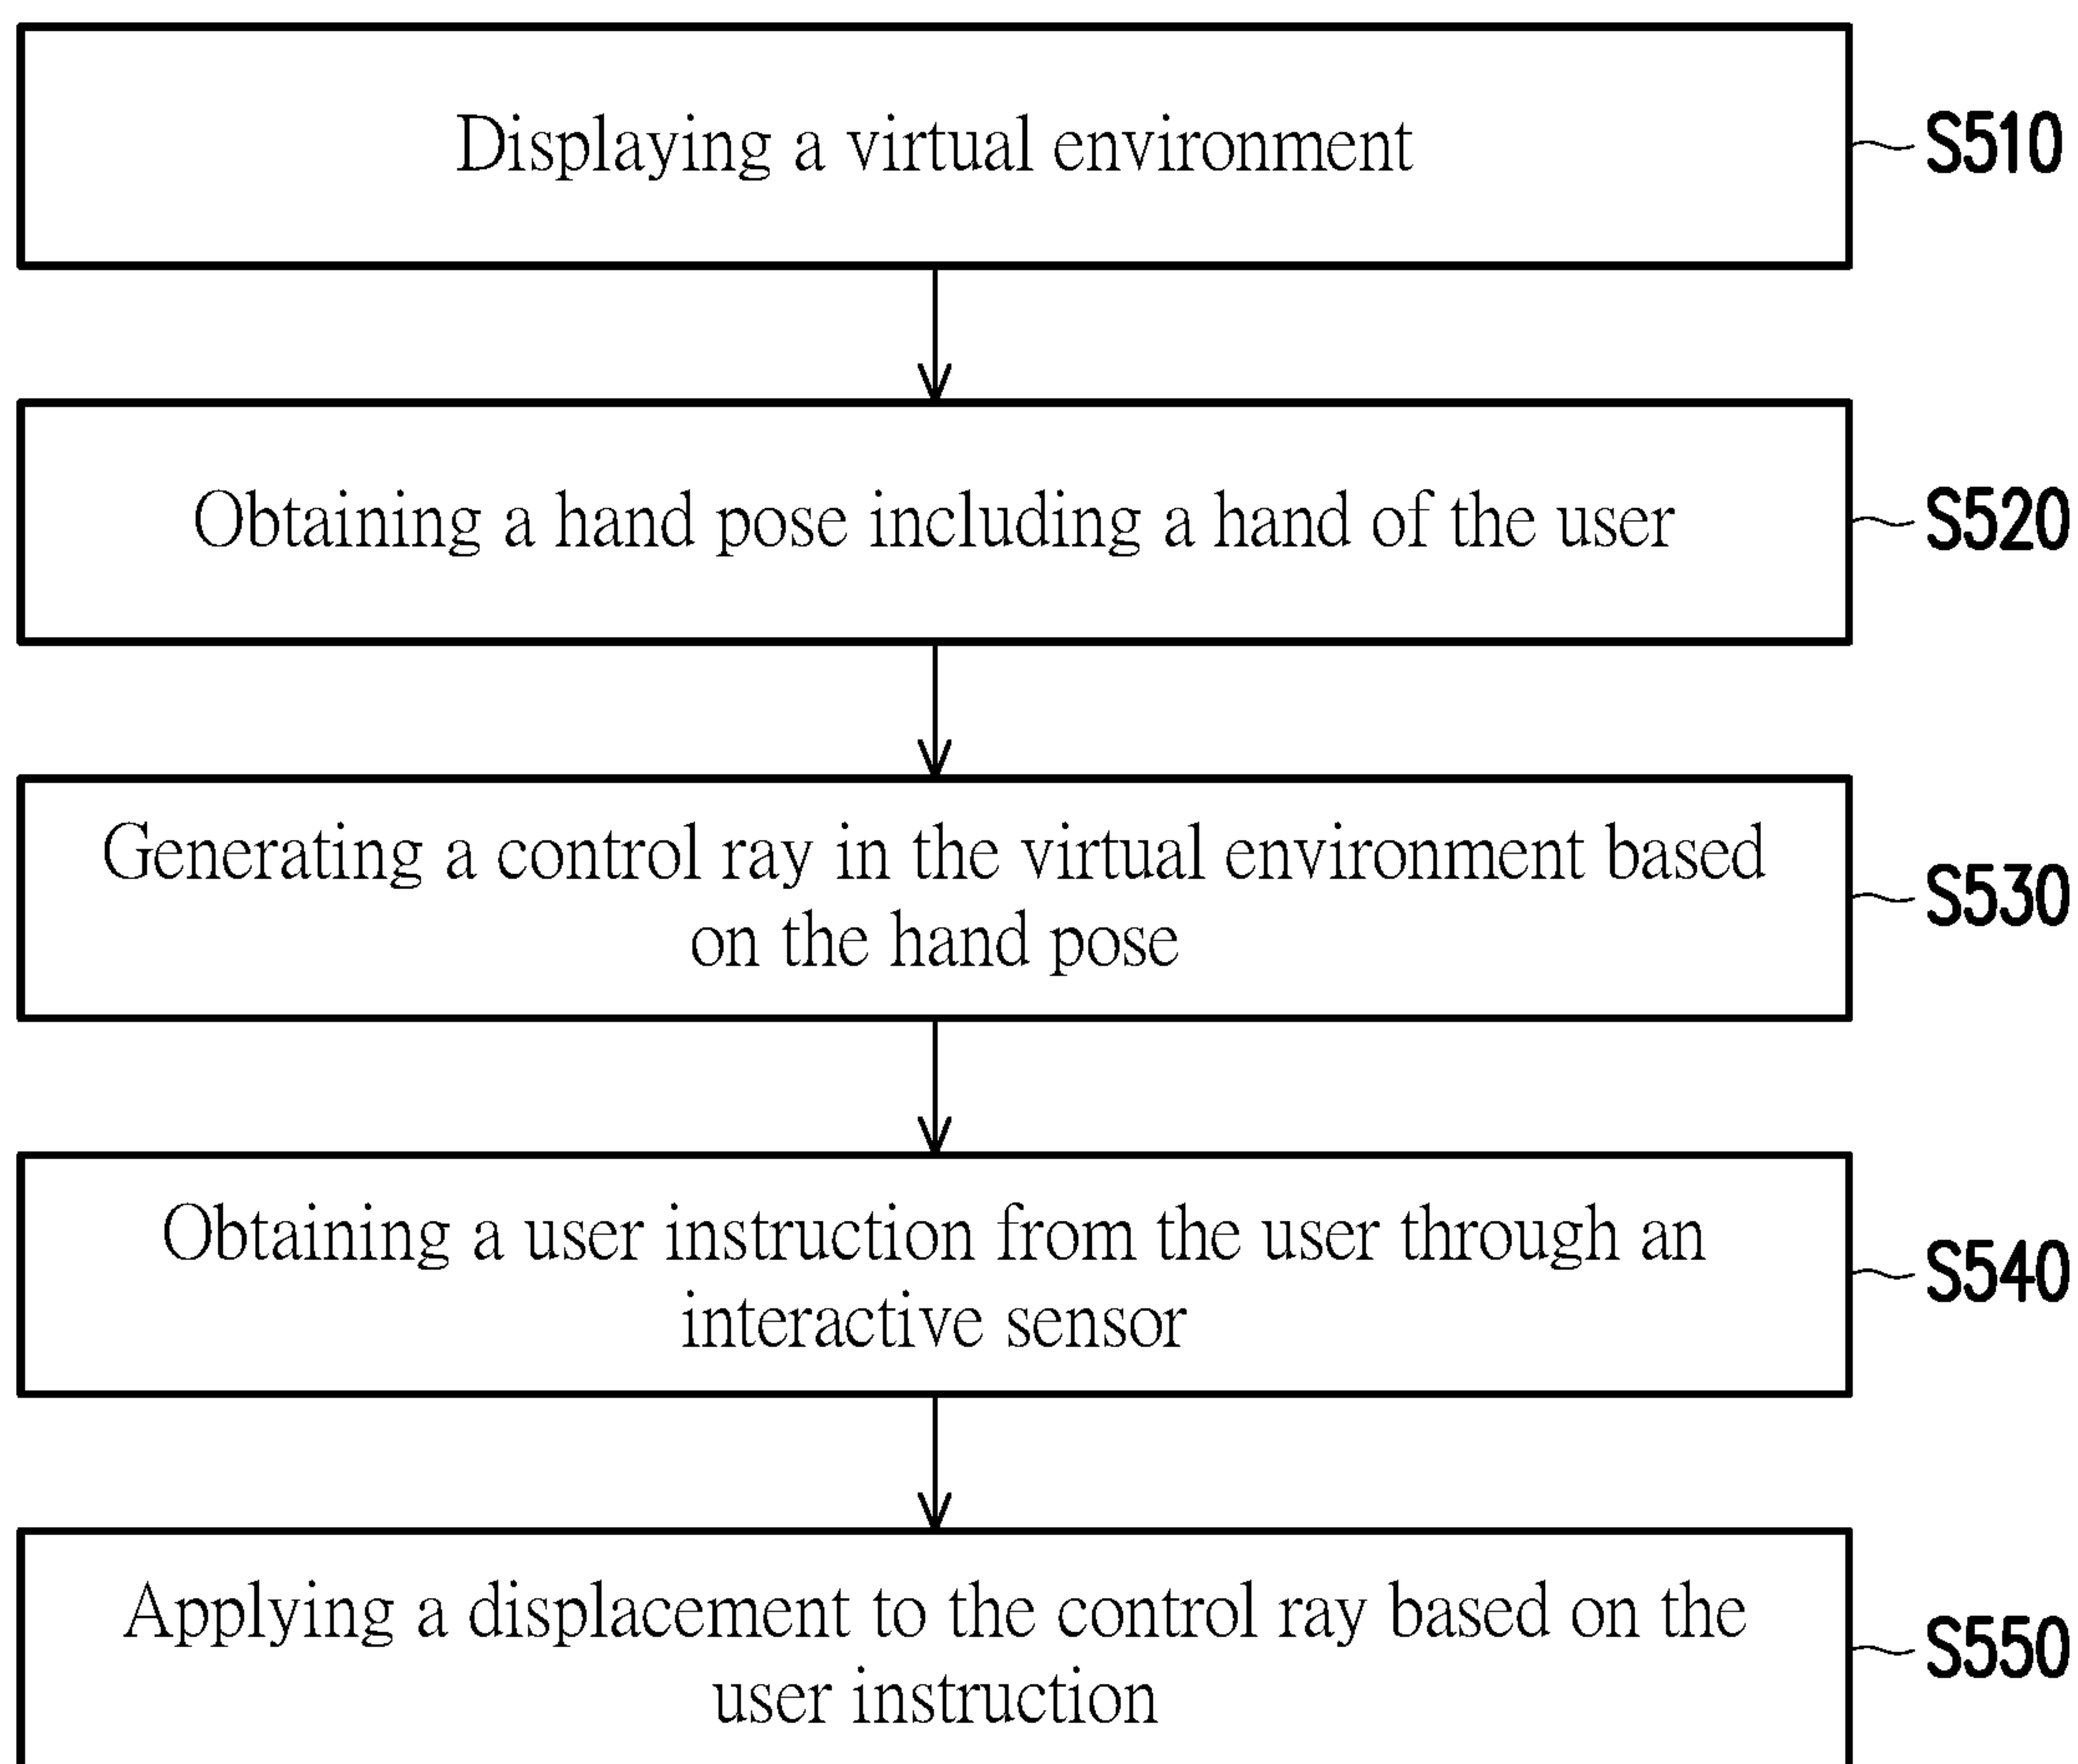 Displaying a virtual environment
S510
Obtaining a hand pose including a hand of the user
S520
Generating a control ray in the virtual environment based
on the hand pose
S530
Obtaining a user instruction from the user through an
interactive sensor
S540
Applying a displacement to the control ray based on the
user instruction
S550